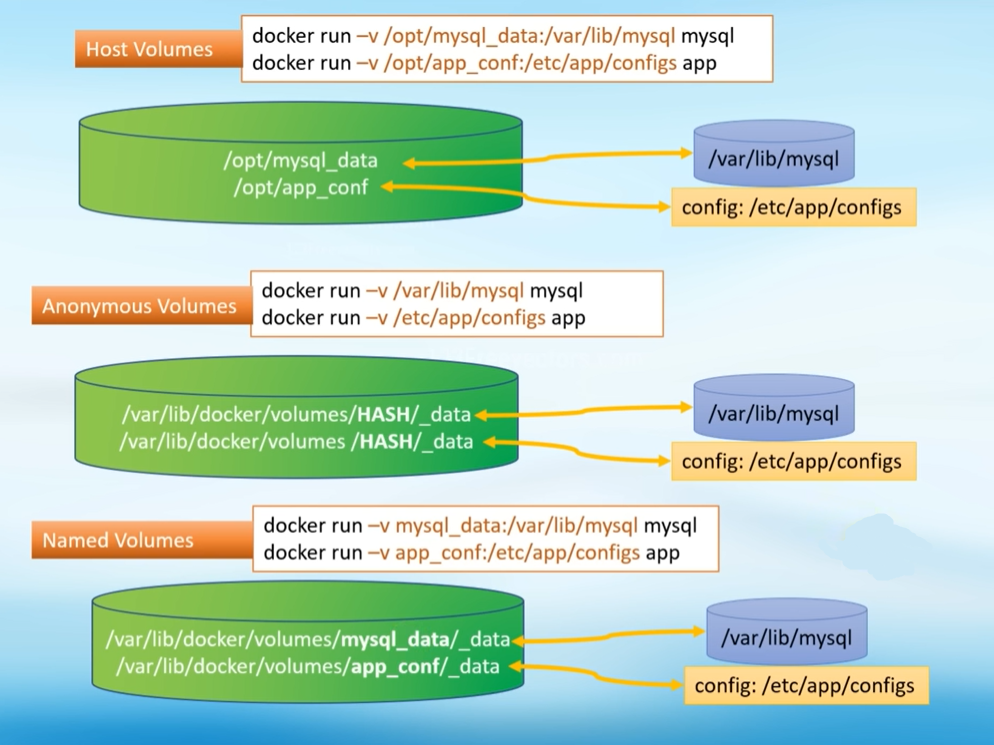 Host Volumes
docker run –v /opt/mysql_data:/var/lib/mysql mysql
docker run –v /opt/app_conf:/etc/app/configs app
/opt/mysql_data
/opt/app_conf
/var/lib/mysql
config: /etc/app/configs
Anonymous Volumes
docker run –v /var/lib/mysql mysql
docker run –v /etc/app/configs app
/var/lib/docker/volumes/HASH/_data
/var/lib/docker/volumes /HASH/_data
/var/lib/mysql
config: /etc/app/configs
Named Volumes
docker run –v mysql_data:/var/lib/mysql mysql
docker run –v app_conf:/etc/app/configs app
/var/lib/docker/volumes/mysql_data/_data
/var/lib/docker/volumes/app_conf/_data
/var/lib/mysql
config: /etc/app/configs